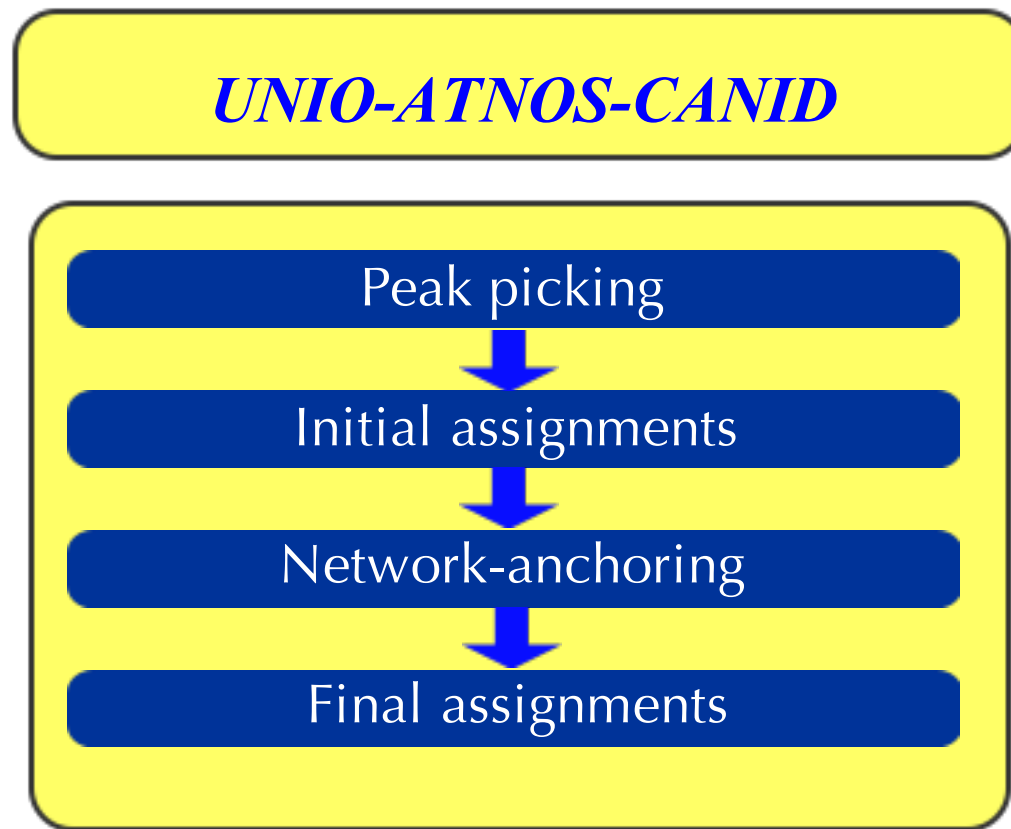 UNIO-ATNOS-CANID
Peak picking
Initial assignments
Network-anchoring
Final assignments